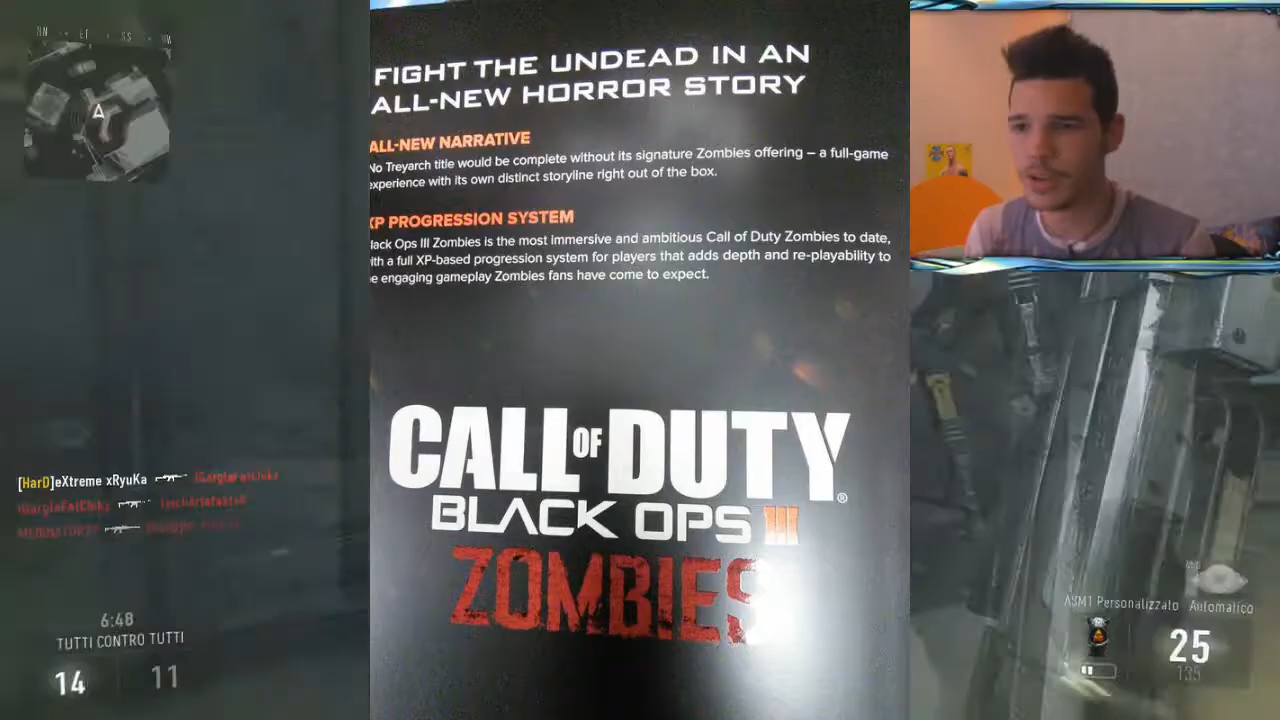 FIGHT THE UNDEAD IN AN
ALL-NEW HORROR STORY
ALL-NEW NARRATIVE
No Treyarch title would be complete without its signature Zombies offering – a full-game
experience with its own distinct storyline right out of the box.
XP PROGRESSION SYSTEM
lack Ops III Zombies is the most immersive and ambitious Call of Duty Zombies to date,
ith a full XP-based progression system for players that adds depth and re-playability to
e engaging gameplay Zombies fans have come to expect.
CALL OF DUTY®
BLACK OPS III
ZOMBIES
[HarD]eXtreme xRyuKa
6:48
TUTTI CONTRO TUTTI
14 11
ASM1 Personalizzato Automatico
25
135